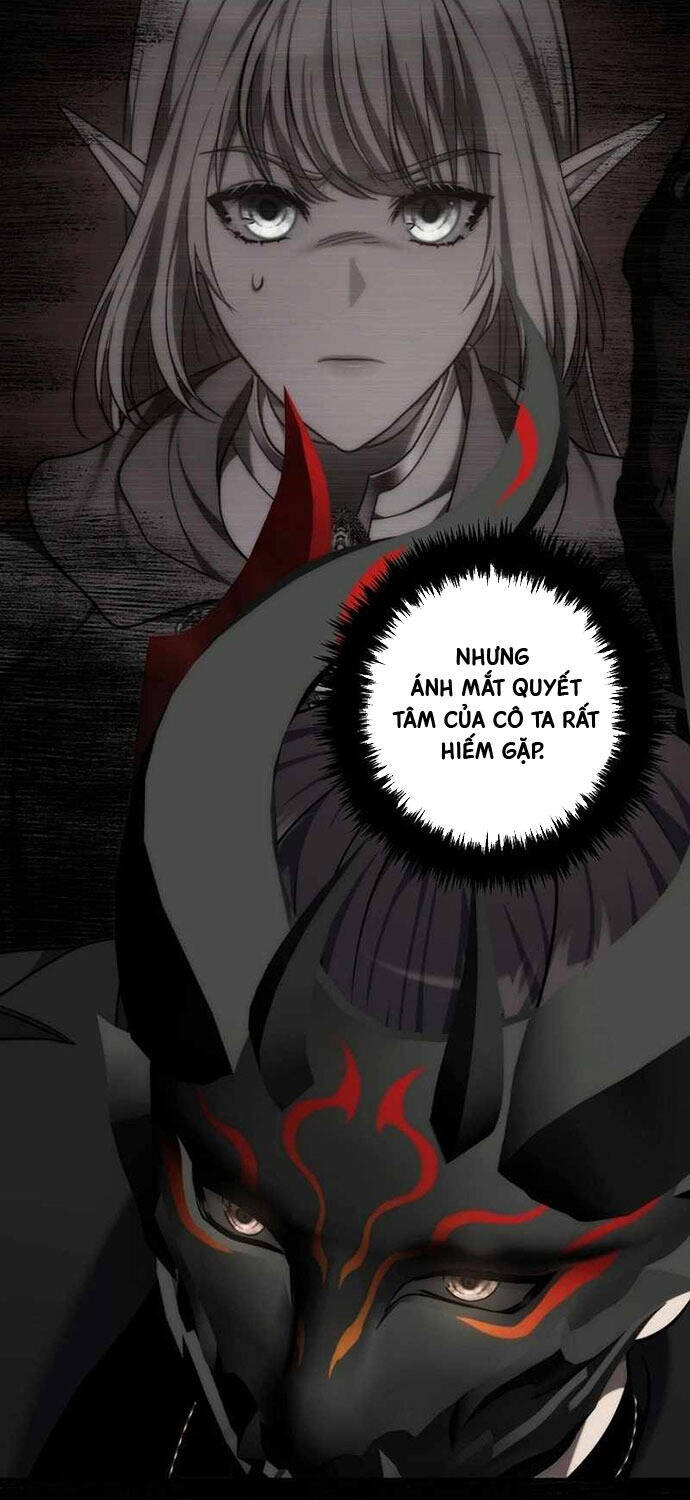 NHƯNG
ÁNH MẮT QUYẾT
TÂM CỦA CÔ TA RẤT
HIẾM GẶP.